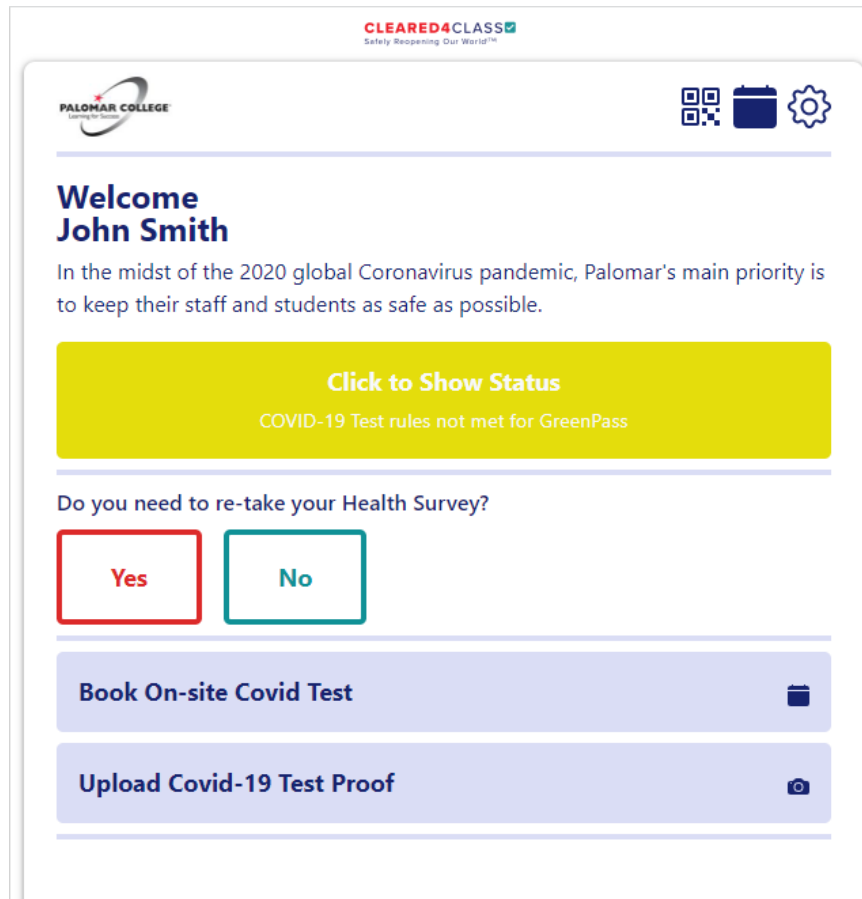 CLEARED4CLASS
Safely Reopening Our World™
PALOMAR COLLEGE
Learning for Success
Welcome
John Smith
In the midst of the 2020 global Coronavirus pandemic, Palomar's main priority is
to keep their staff and students as safe as possible.
Click to Show Status
COVID-19 Test rules not met for GreenPass
Do you need to re-take your Health Survey?
Yes
No
Book On-site Covid Test
Upload Covid-19 Test Proof